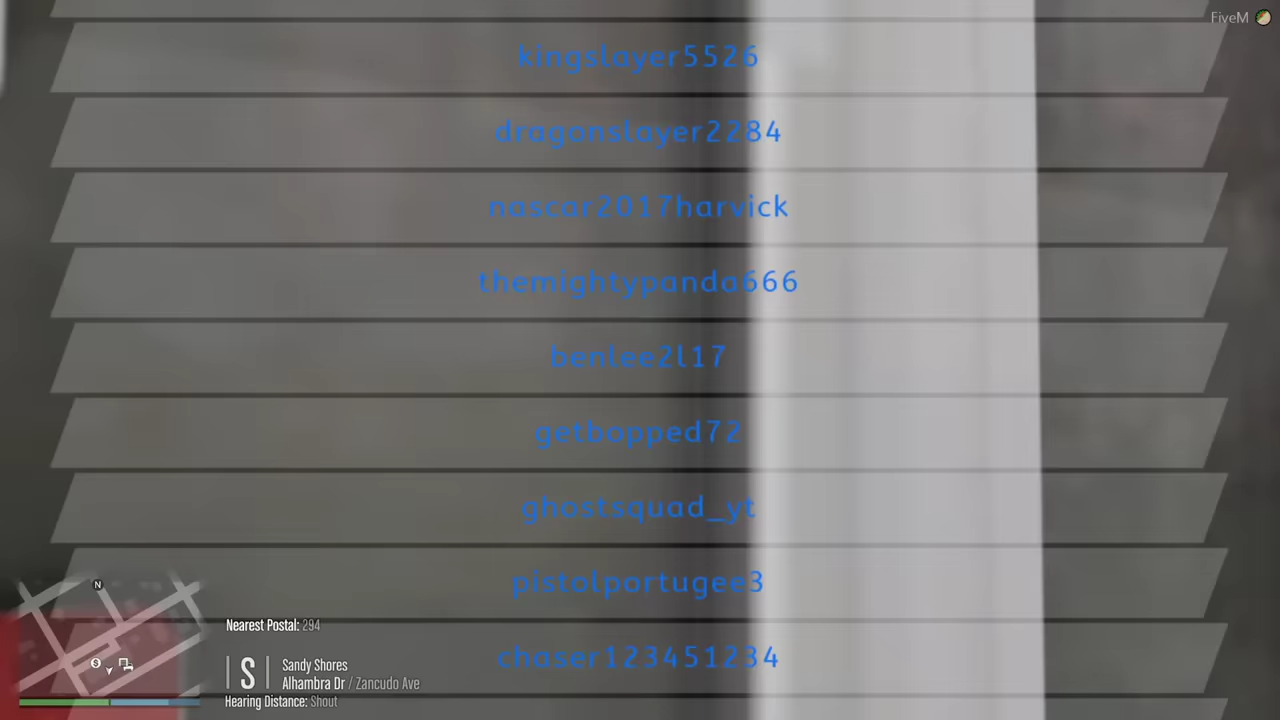 FiveM
kingslayer5526
dragonslayer2284
nascar2017harvick
themightypanda666
benlee2l17
getbopped72
ghostsquad_yt
pistolportugee3
chaser123451234
N
Nearest Postal: 294
S
Sandy Shores
Alhambra Dr / Zancudo Ave
Hearing Distance: Shout